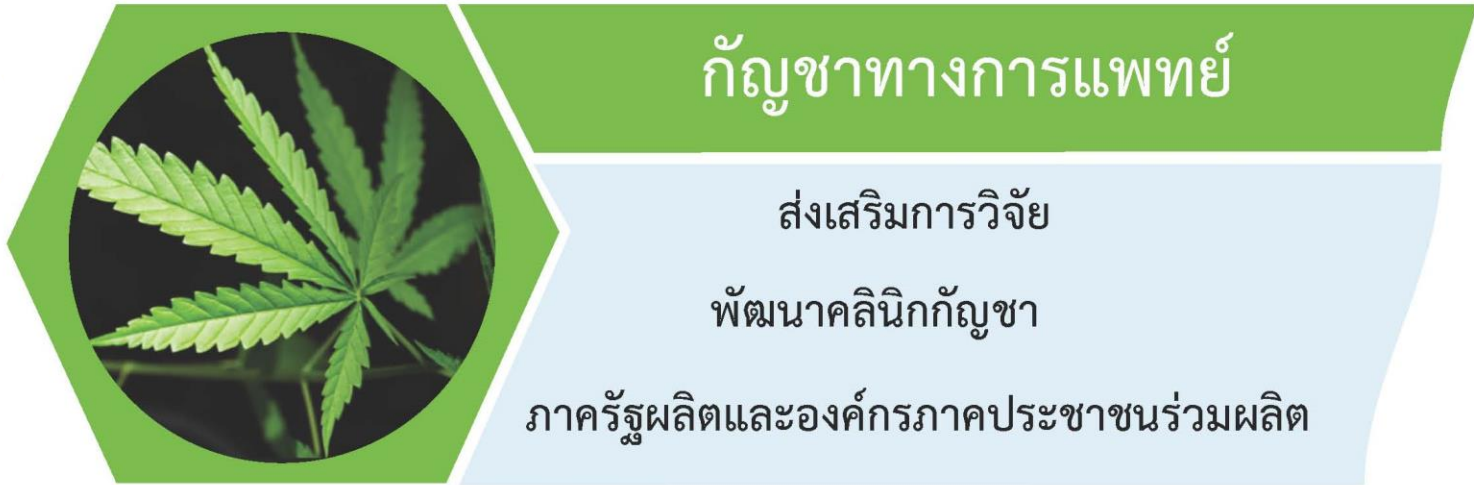 กัญชาทางการแพทย์
ส่งเสริมการวิจัย
พัฒนาคลินิกกัญชา
ภาครัฐผลิตและองค์กรภาคประชาชนร่วมผลิต